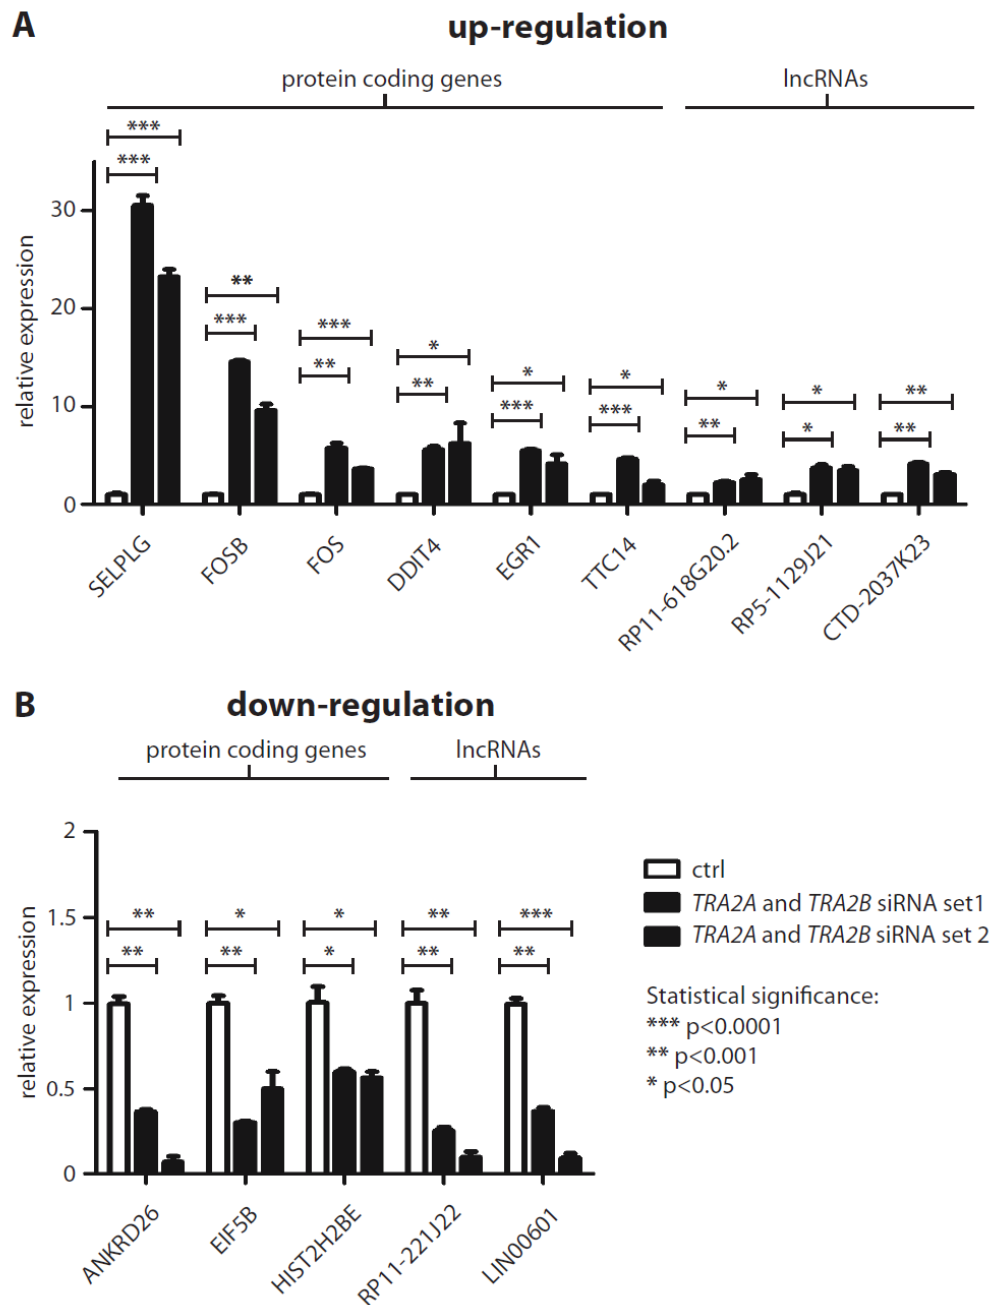 A
up-regulation
protein coding genes
lncRNAs
*** 
***
**
***
***
**
*
**
*
***
*
***
*
**
*
*
**
**
relative expression
30
20
10
0
SELPLG
FOSB
FOS
DDIT4
EGR1
TTC14
RP11-618G20.2
RP5-1129J21
CTD-2037K23
B
down-regulation
protein coding genes
lncRNAs
relative expression
2
1.5
1
0.5
0
**
**
*
**
*
*
**
**
***
**
ANKRD26
EIF5B
HIST2H2BE
RP11-221J22
LIN00601
ctrl
TRA2A and TRA2B siRNA set1
TRA2A and TRA2B siRNA set 2
Statistical significance:
*** p<0.0001
** p<0.001
* p<0.05